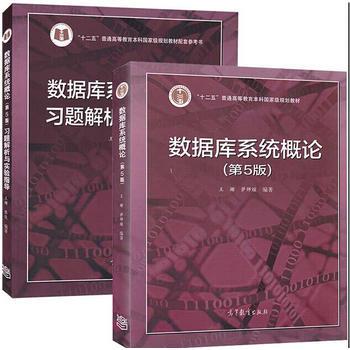 “十二五”普通高等教育本科国家级规划教材配套参考书
数据库系
习题解析
数据库系统概论(第5版)习题解析与实验指导
“十二五”普通高等教育本科国家级规划教材
数据库系统概论
(第5版)
王 珊 萨师煊 编著
高等教育出版社
数据库系统概论(第5版)